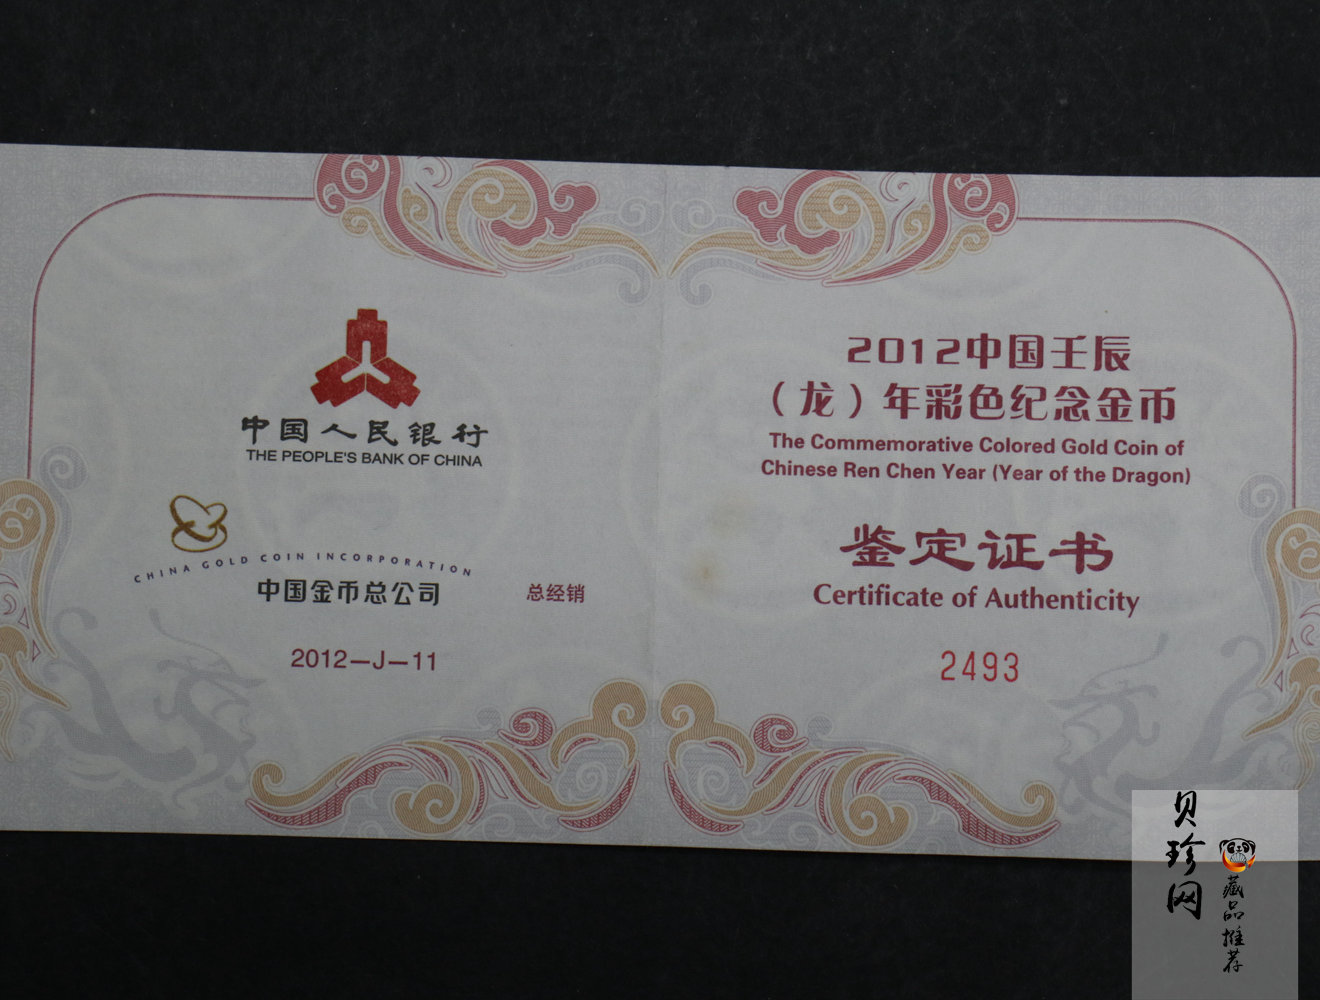 中国人民银行
THE PEOPLE'S BANK OF CHINA
CHINA GOLD COIN INCORPORATION
中国金币总公司 总经销
2012—J—11
2012中国壬辰
（龙）年彩色纪念金币
The Commemorative Colored Gold Coin of
Chinese Ren Chen Year (Year of the Dragon)
鉴定证书
Certificate of Authenticity
2493
贝珍网
藏品推荐